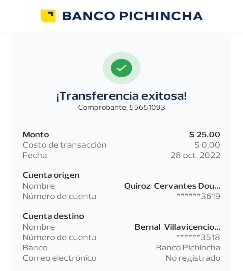 BANCO PICHINCHA
¡Transferencia exitosa!
Comprobante: 55651093
Monto $ 25.00
Costo de transacción $ 0.00
Fecha 28 oct. 2022
Cuenta origen
Nombre Quiroz Cervantes Dou...
Número de cuenta ******3619
Cuenta destino
Nombre Bernal Villavicencio...
Número de cuenta ******3518
Banco Banco Pichincha
Correo electrónico No registrado